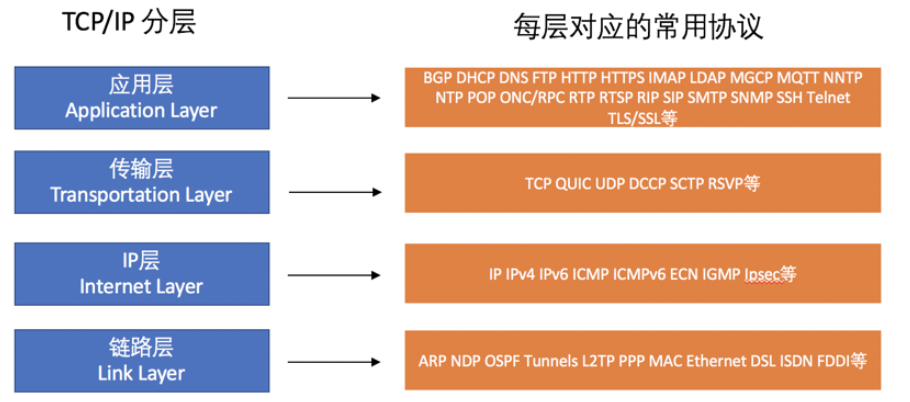 TCP/IP 分层
每层对应的常用协议
应用层
Application Layer
BGP DHCP DNS FTP HTTP HTTPS IMAP LDAP MGCP MQTT NNTP
NTP POP ONC/RPC RTP RTSP RIP SIP SMTP SNMP SSH Telnet
TLS/SSL等
传输层
Transportation Layer
TCP QUIC UDP DCCP SCTP RSVP等
IP层
Internet Layer
IP IPv4 IPv6 ICMP ICMPv6 ECN IGMP Ipsec等
链路层
Link Layer
ARP NDP OSPF Tunnels L2TP PPP MAC Ethernet DSL ISDN FDDI等